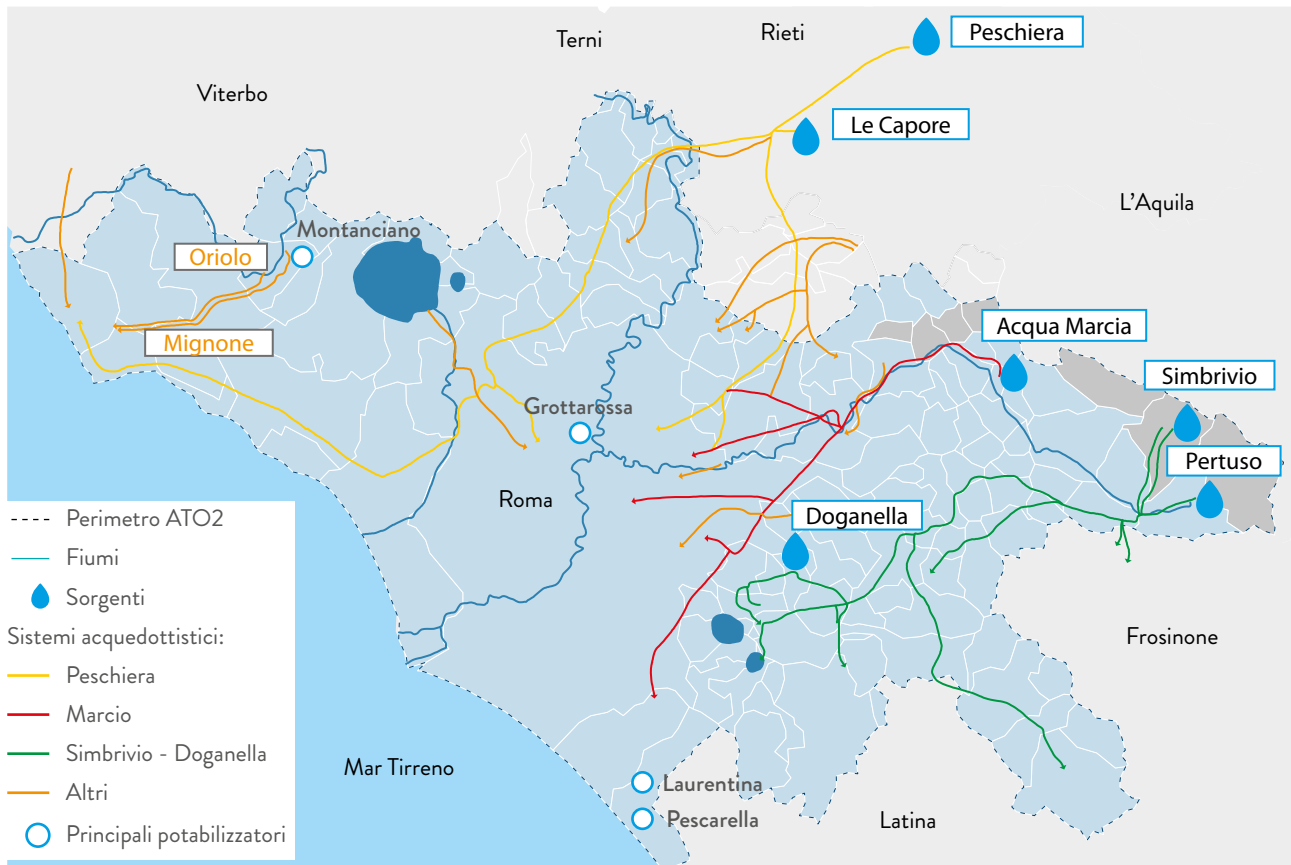 Peschiera
Rieti
Terni
Viterbo
Le Capore
L'Aquila
Montanciano
Oriolo
Acqua Marcia
Mignone
Simbrivio
Grottarossa
Pertuso
Roma
Doganella
Perimetro ATO2
Fiumi
Sorgenti
Sistemi acquedottistici:
Peschiera
Marcio
Simbrivio - Doganella
Altri
Principali potabilizzatori
Frosinone
Mar Tirreno
Laurentina
Pescarella
Latina